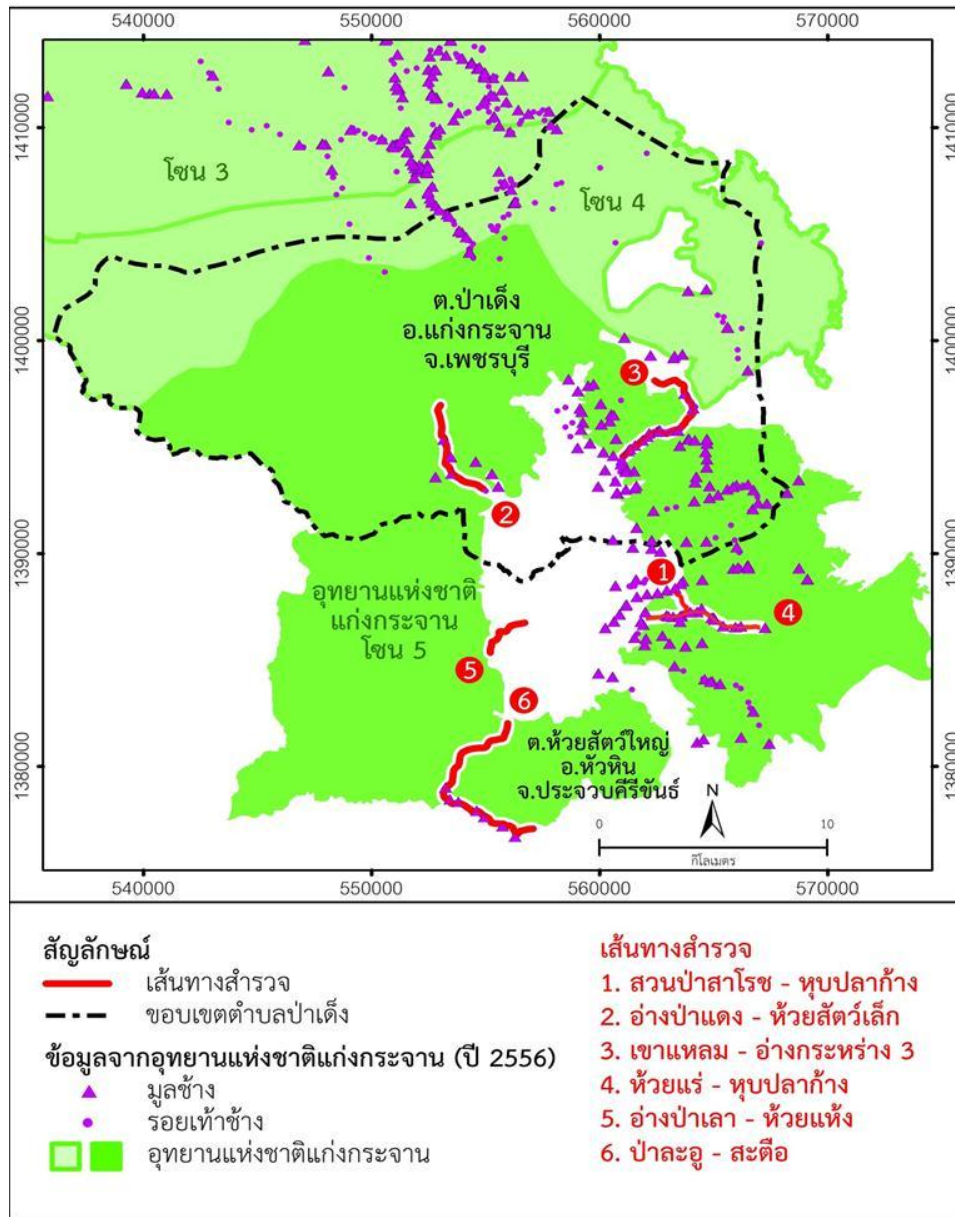 540000 550000 560000 570000
1410000 1410000
โซน 3
โซน 4
ต.ป่าเด็ง
อ.แก่งกระจาน
จ.เพชรบุรี
1400000 1400000
3
2
1390000 1390000
1
4
อุทยานแห่งชาติ
แก่งกระจาน
โซน 5
5
6
ต.ห้วยสัตว์ใหญ่
อ.หัวหิน
จ.ประจวบคีรีขันธ์
1380000 1380000
N
0 10
กิโลเมตร
540000 550000 560000 570000
สัญลักษณ์
เส้นทางสำรวจ
ขอบเขตตำบลป่าเด็ง
ข้อมูลจากอุทยานแห่งชาติแก่งกระจาน (ปี 2556)
มูลช้าง
รอยเท้าช้าง
อุทยานแห่งชาติแก่งกระจาน
เส้นทางสำรวจ
1. สวนป่าสาโรช - หุบปลาก้าง
2. อ่างป่าแดง - ห้วยสัตว์เล็ก
3. เขาแหลม - อ่างกระหร่าง 3
4. ห้วยแร่ - หุบปลาก้าง
5. อ่างป่าเลา - ห้วยแห้ง
6. ป่าละอู - สะตือ